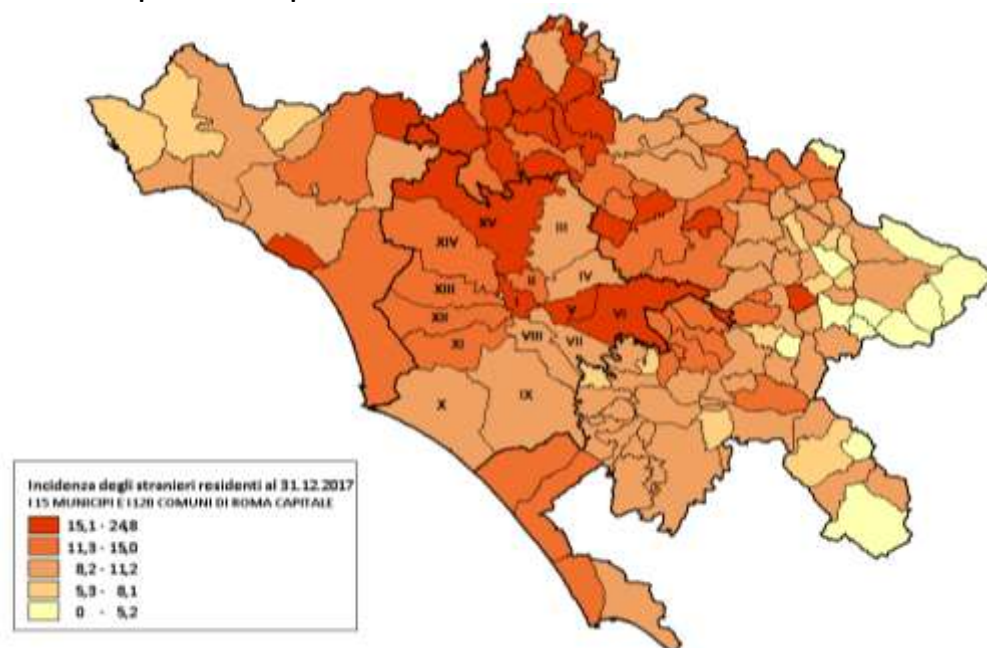 XV
III
XIV
II
IV
XIII
I
V
VI
XII
VIII
VII
XI
X
IX
Incidenza degli stranieri residenti al 31.12.2017
I 15 MUNICIPI E I 120 COMUNI DI ROMA CAPITALE
15,1 - 24,8
11,3 - 15,0
8,2 - 11,2
5,3 - 8,1
0 - 5,2